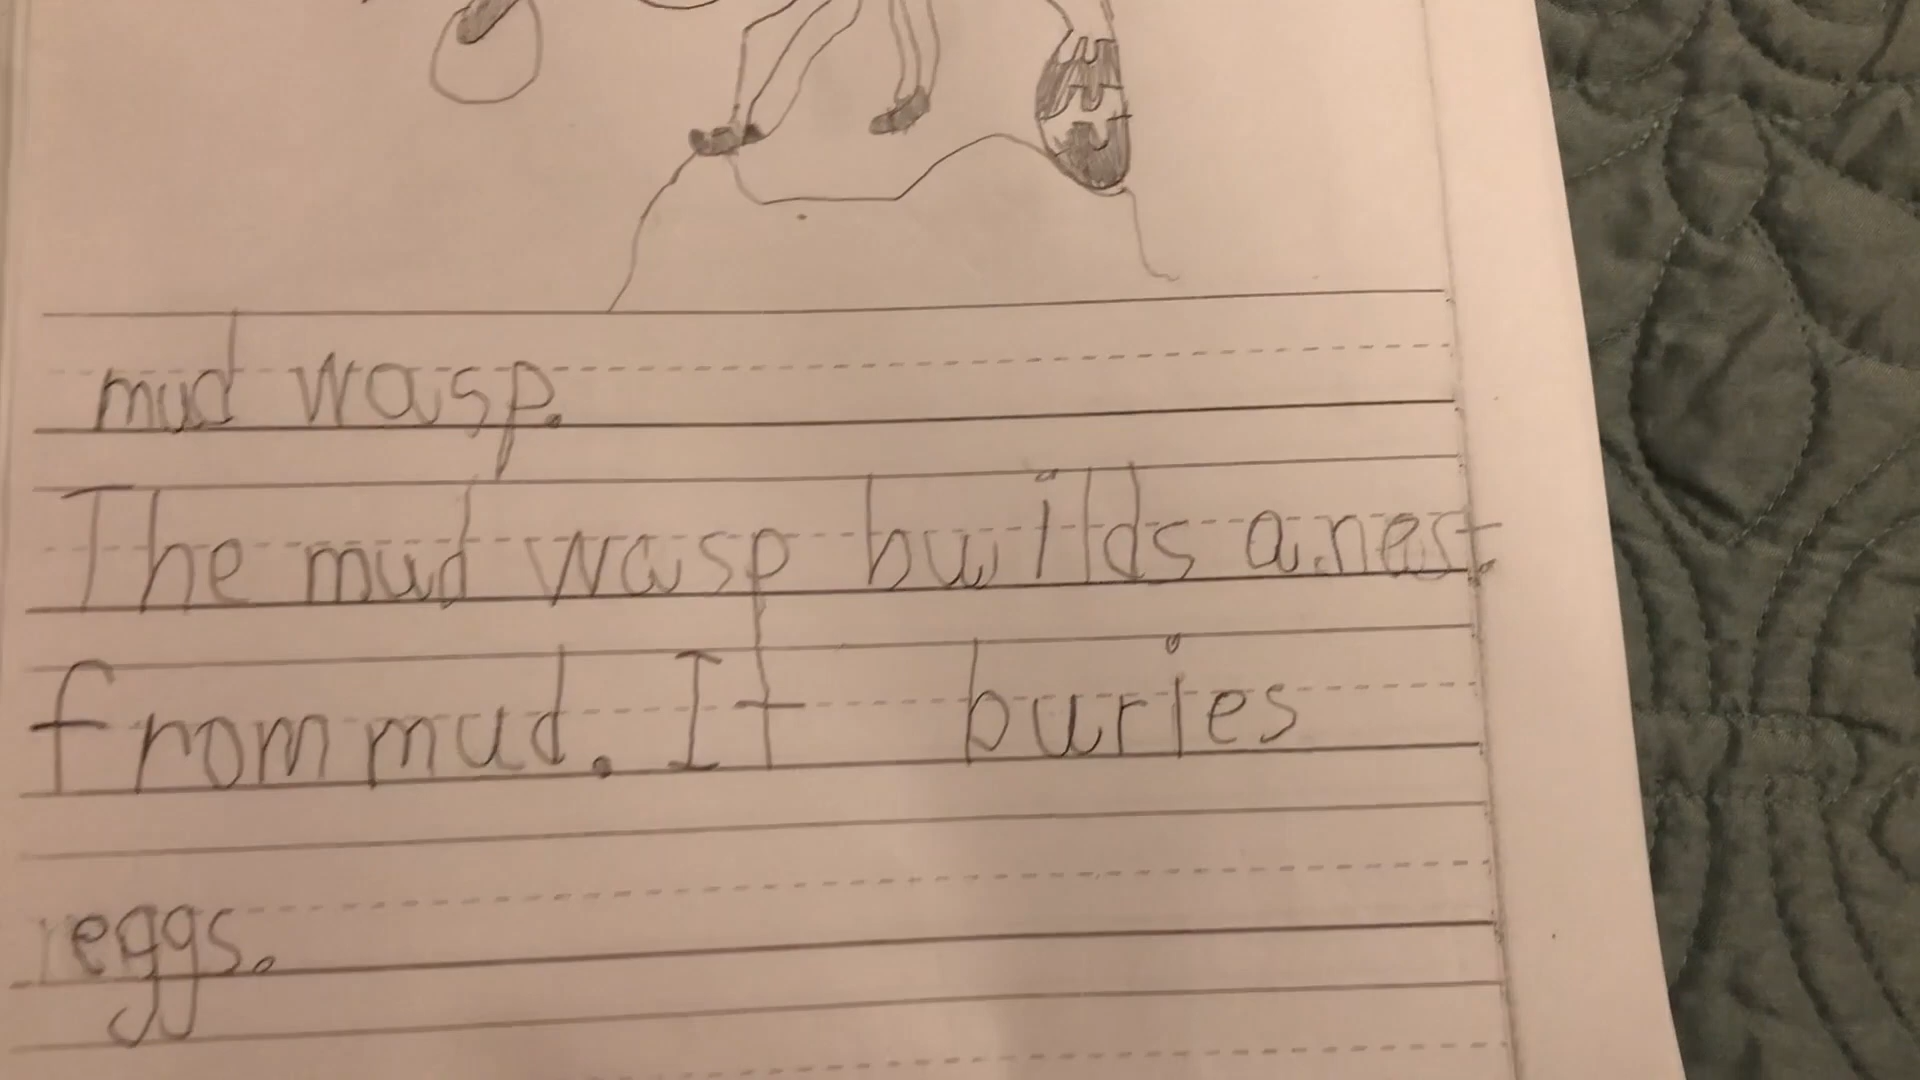 mud wasp.
The mud wasp builds a nest
from mud. It buries
eggs.